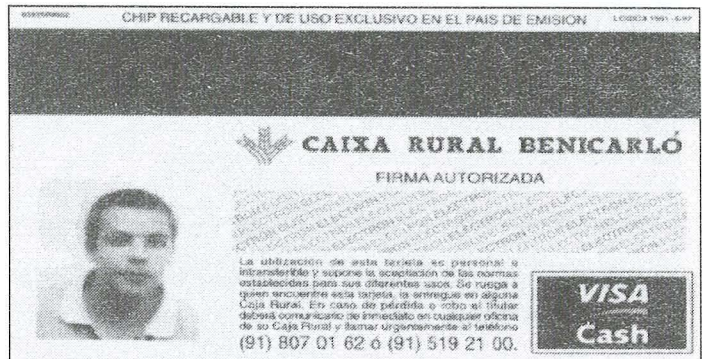 CHIP RECARGABLE Y DE USO EXCLUSIVO EN EL PAIS DE EMISION
CAIXA RURAL BENICARLÓ
FIRMA AUTORIZADA
ELECTRON ELECTRON ELECTRON ELECTRON
La utilización de esta tarjeta es personal e
intransferible y supone la aceptación de las normas
establecidas para sus diferentes usos. Se ruega a
quien encuentre esta tarjeta, la entregue en alguna
Caja Rural. En caso de pérdida o robo el titular
deberá comunicarlo de inmediato en cualquier oficina
de su Caja Rural y llamar urgentemente al teléfono
(91) 807 01 62 ó (91) 519 21 00.
VISA
Cash